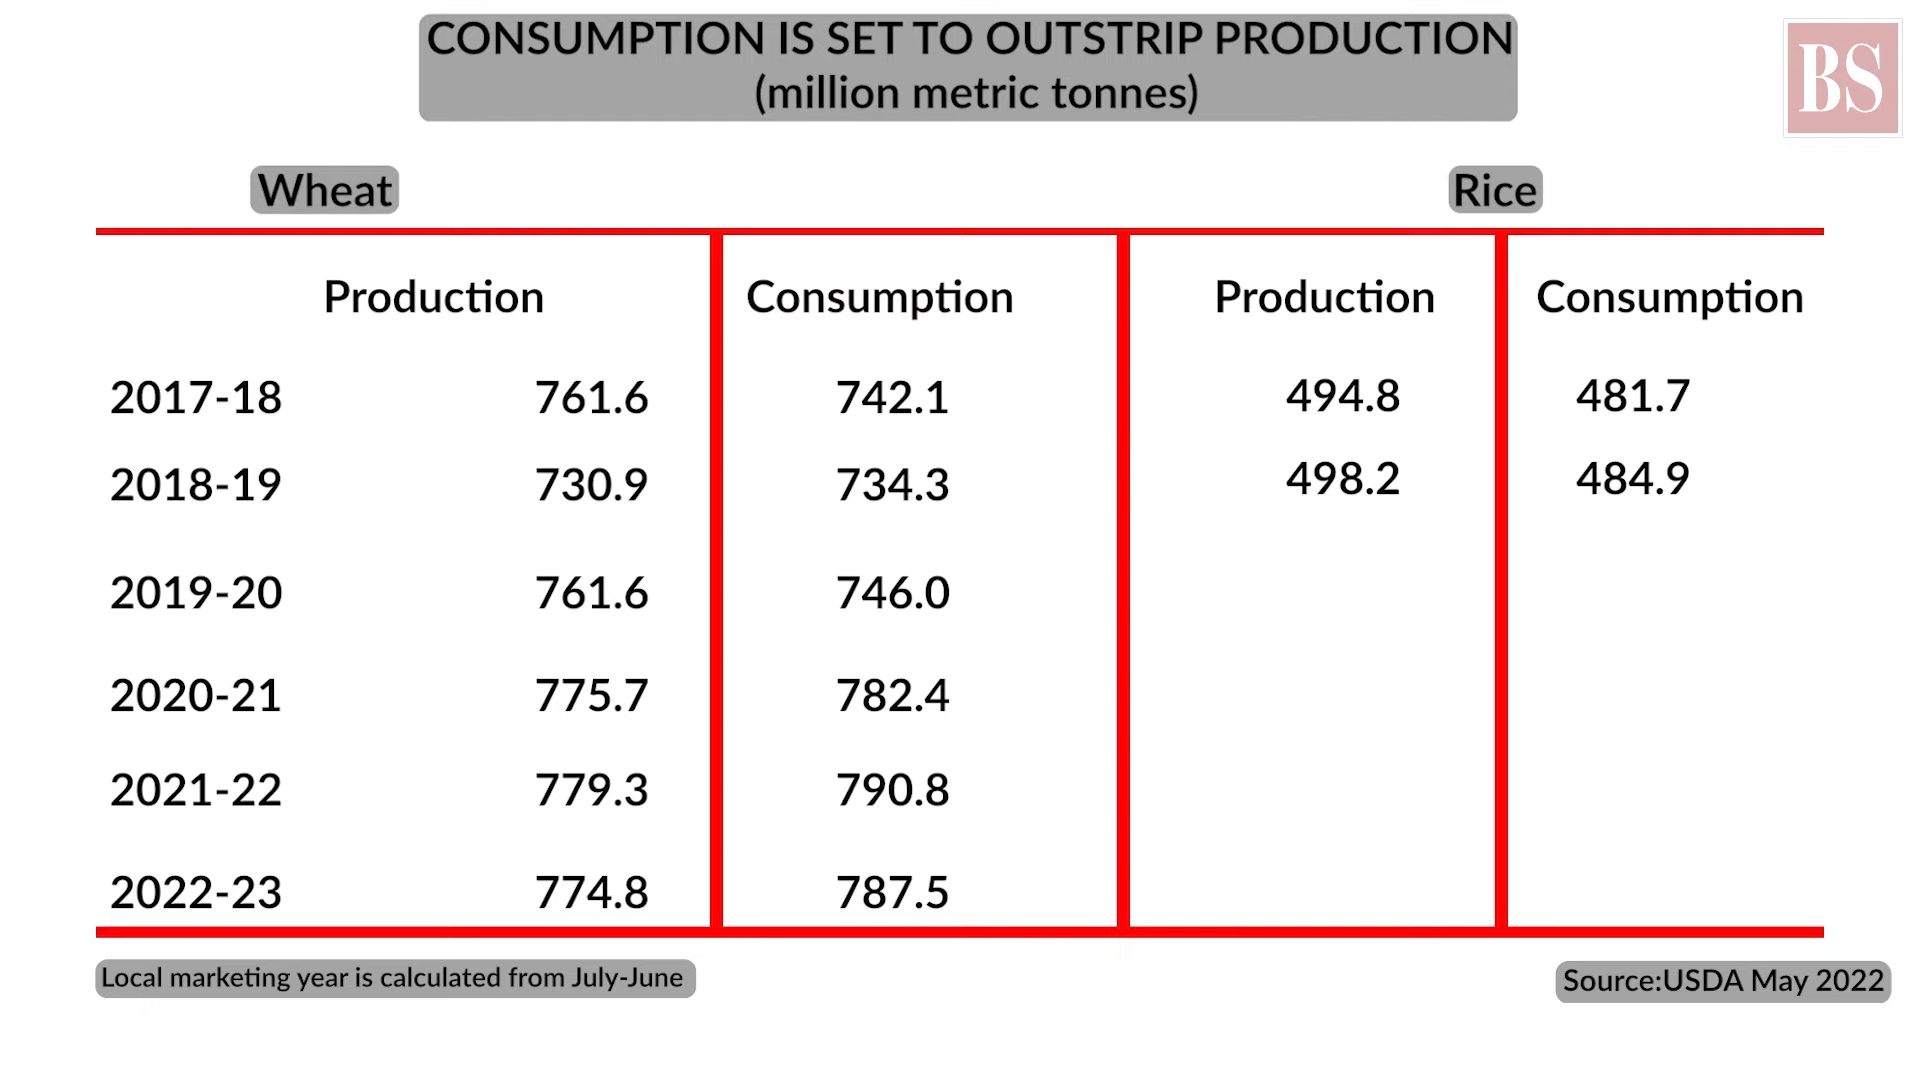 CONSUMPTION IS SET TO OUTSTRIP PRODUCTION
(million metric tonnes)
BS
Wheat Rice
Production Consumption Production Consumption
2017-18 761.6 742.1 494.8 481.7
2018-19 730.9 734.3 498.2 484.9
2019-20 761.6 746.0
2020-21 775.7 782.4
2021-22 779.3 790.8
2022-23 774.8 787.5
Local marketing year is calculated from July-June
Source:USDA May 2022